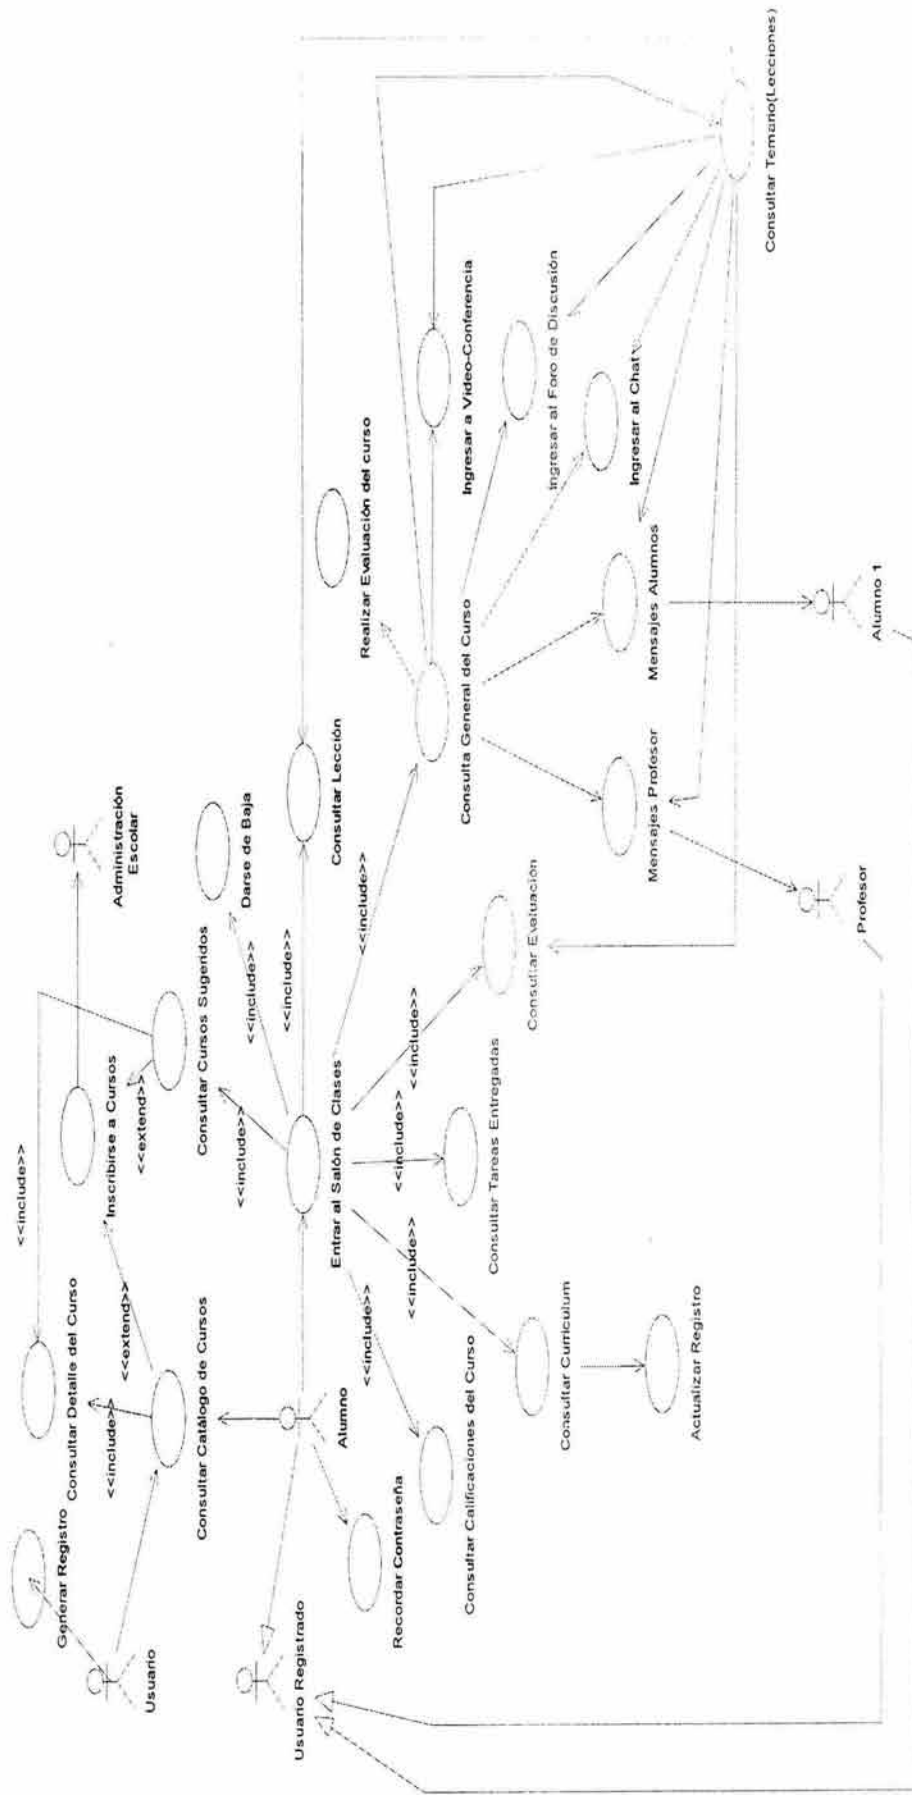 Generar Registro
Usuario
<<include>>
Consultar Detalle del Curso
<<include>>
<<extend>>
Consultar Catálogo de Cursos
Inscribirse a Cursos
<<extend>>
Administración
Escolar
Consultar Cursos Sugeridos
<<include>>
<<include>>
Darse de Baja
Usuario Registrado
Alumno
Entrar al Salón de Clases
<<include>>
Consultar Lección
Recordar Contraseña
<<include>>
<<include>>
<<include>>
<<include>>
<<include>>
Realizar Evaluación del curso
Consultar Calificaciones del Curso
Consultar Tareas Entregadas
Consulta General del Curso
Ingresar a Video-Conferencia
Consultar Evaluación
Ingresar al Foro de Discusión
Consultar Curriculum
Ingresar al Chat
Mensajes Profesor
Mensajes Alumnos
Actualizar Registro
Consultar Temario(Lecciones)
Profesor
Alumno 1